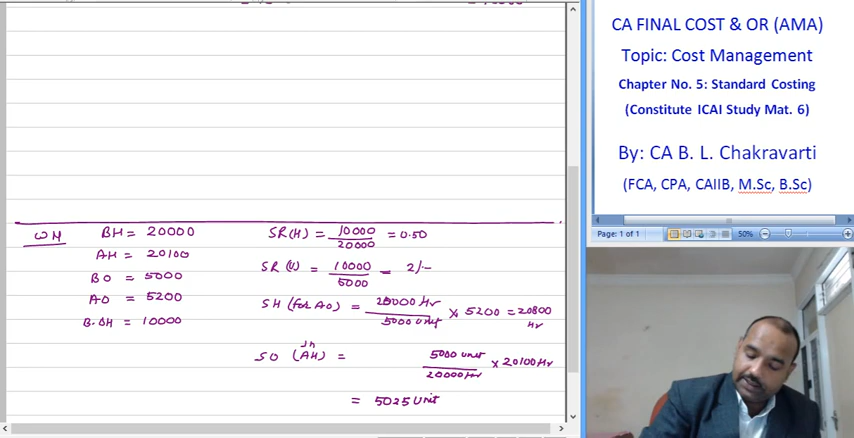 WN
BH = 20000
AH = 20100
BO = 5000
AO = 5200
B.OH = 10000
SR(H) = 10000 / 20000 = 0.50
SR(U) = 10000 / 5000 = 2/-
SH (for AO) = 20000 Hr / 5000 unit × 5200 = 20800 Hr
SO (in AH) = 5000 unit / 20000 Hr × 20100 Hr
= 5025 unit
CA FINAL COST & OR (AMA)
Topic: Cost Management
Chapter No. 5: Standard Costing
(Constitute ICAI Study Mat. 6)
By: CA B. L. Chakravarti
(FCA, CPA, CAIIB, M.Sc, B.Sc)
Page: 1 of 1
50%